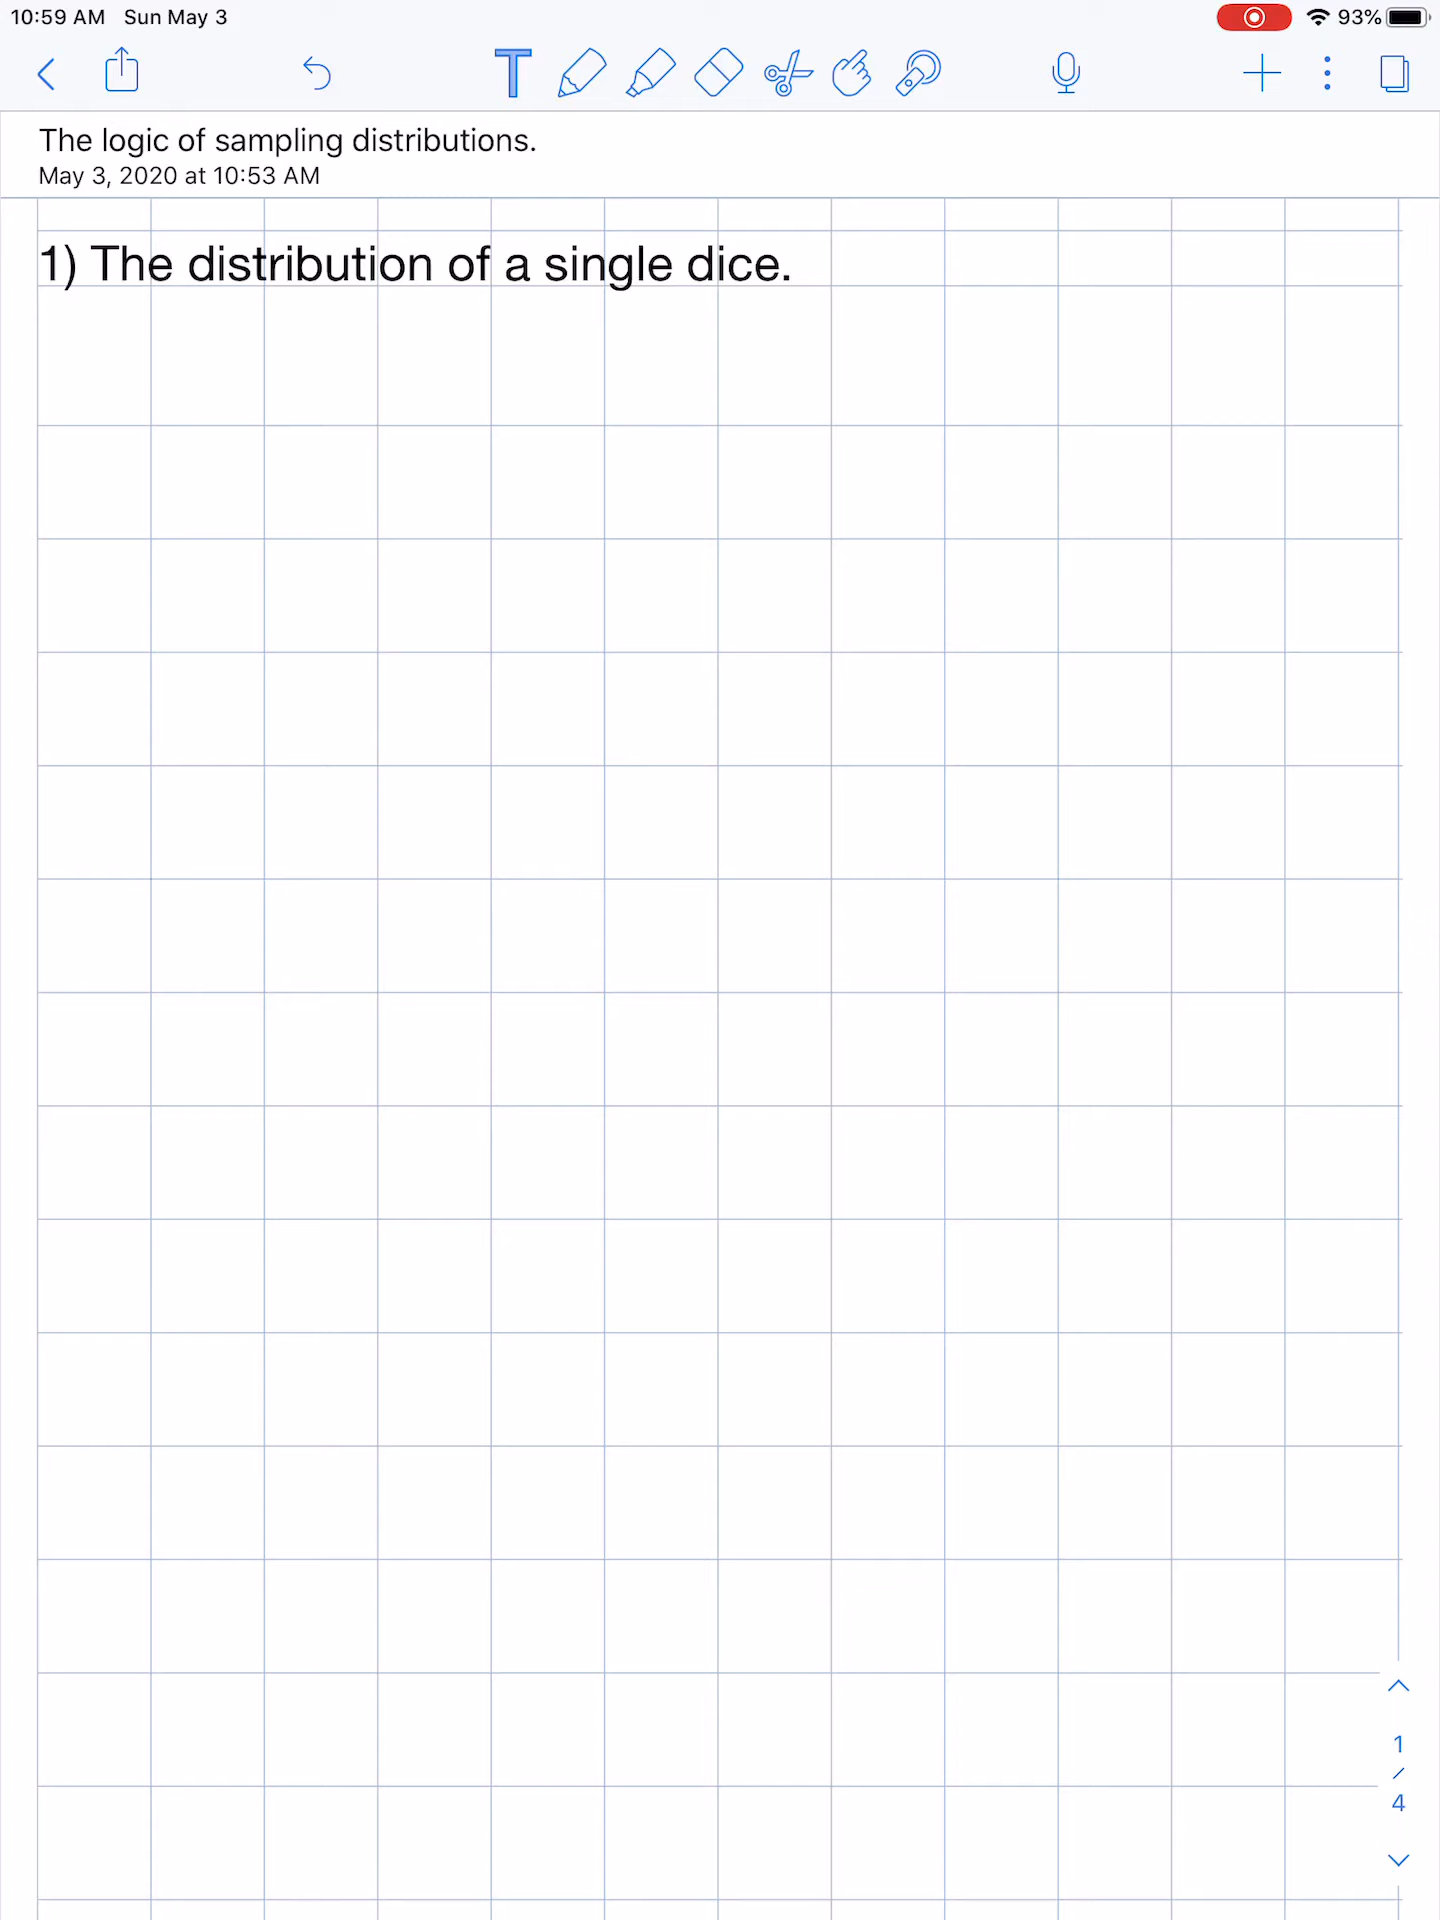 10:59 AM Sun May 3
93%
The logic of sampling distributions.
May 3, 2020 at 10:53 AM
1) The distribution of a single dice.
1
/
4